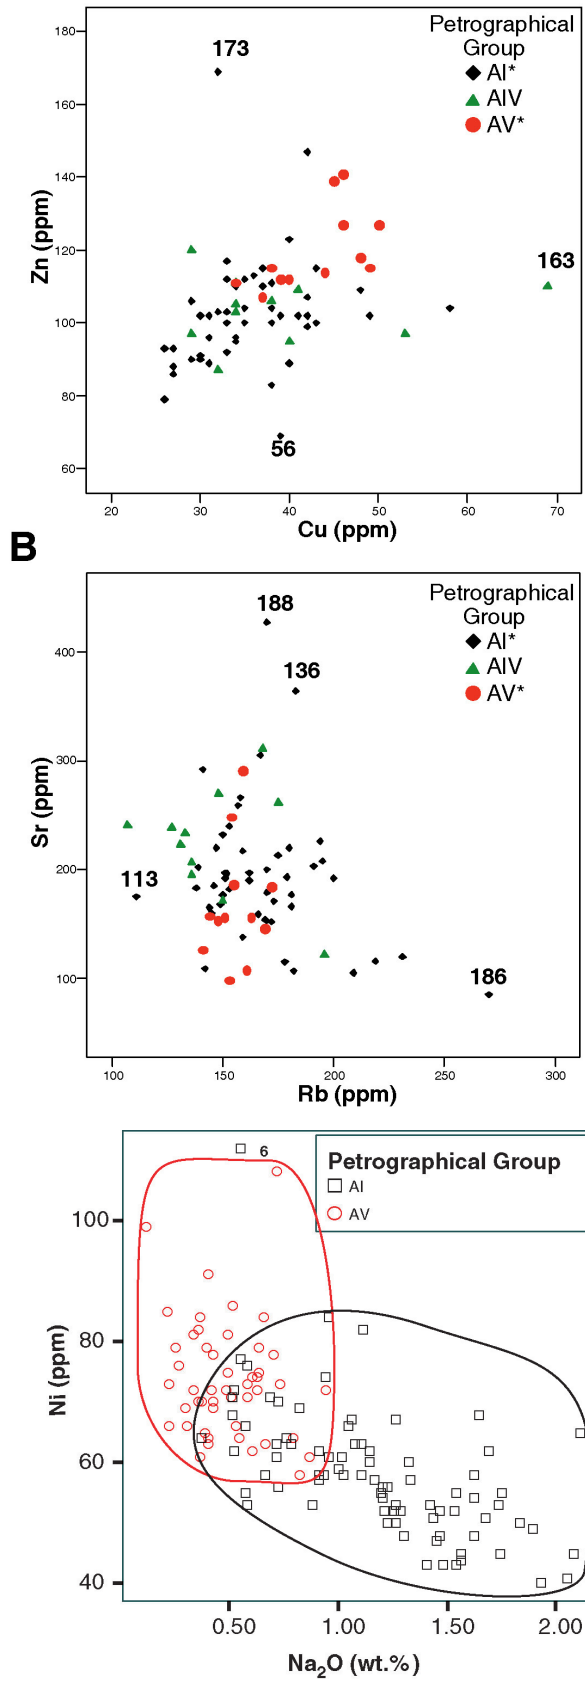 Petrographical
Group
AI*
AIV
AV*
173
163
56
180
160
140
120
100
80
60
Zn (ppm)
20
30
40
50
60
70
Cu (ppm)
B
Petrographical
Group
AI*
AIV
AV*
188
136
113
186
400
300
200
100
Sr (ppm)
100
150
200
250
300
Rb (ppm)
6
Petrographical Group
AI
AV
100
80
60
40
Ni (ppm)
0.50
1.00
1.50
2.00
Na₂O (wt.%)